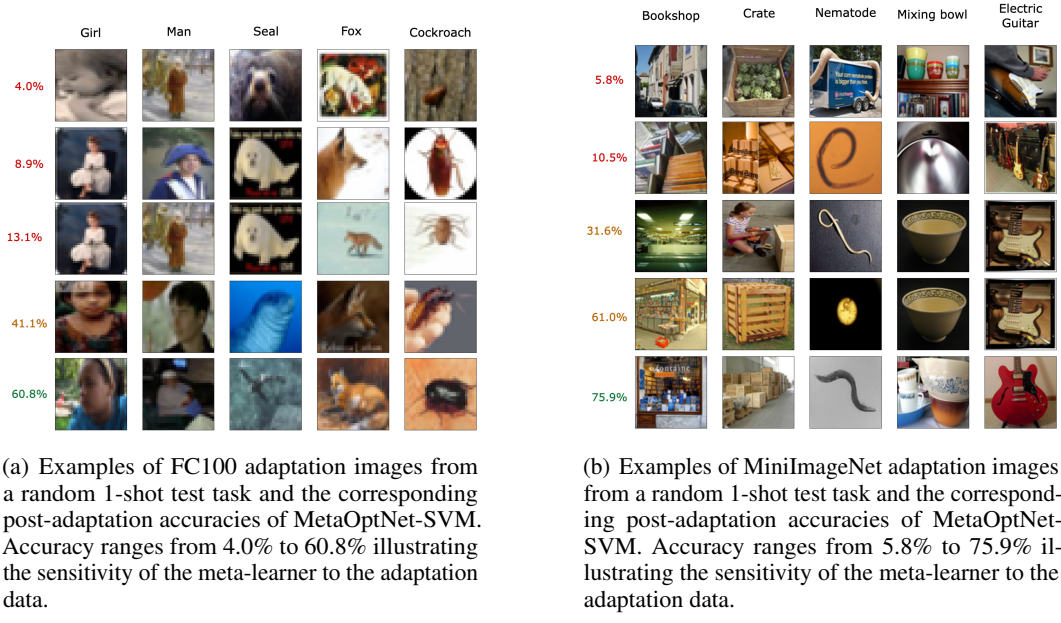 Girl Man Seal Fox Cockroach
4.0%
8.9%
13.1%
41.1%
60.8%
(a) Examples of FC100 adaptation images from
a random 1-shot test task and the corresponding
post-adaptation accuracies of MetaOptNet-SVM.
Accuracy ranges from 4.0% to 60.8% illustrating
the sensitivity of the meta-learner to the adaptation
data.
Bookshop Crate Nematode Mixing bowl Electric
Guitar
5.8%
10.5%
31.6%
61.0%
75.9%
fontaine
(b) Examples of MiniImageNet adaptation images
from a random 1-shot test task and the correspond-
ing post-adaptation accuracies of MetaOptNet-
SVM. Accuracy ranges from 5.8% to 75.9% il-
lustrating the sensitivity of the meta-learner to the
adaptation data.